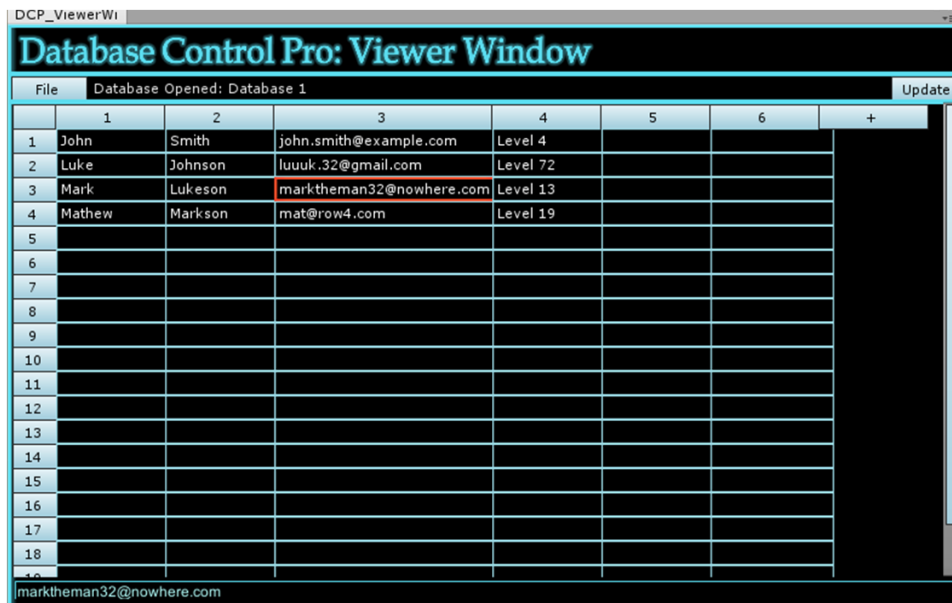 DCP_ViewerWi
Database Control Pro: Viewer Window
File Database Opened: Database 1 Update
1 2 3 4 5 6 +
1 John Smith john.smith@example.com Level 4
2 Luke Johnson luuuk.32@gmail.com Level 72
3 Mark Lukeson marktheman32@nowhere.com Level 13
4 Mathew Markson mat@row4.com Level 19
5
6
7
8
9
10
11
12
13
14
15
16
17
18
marktheman32@nowhere.com